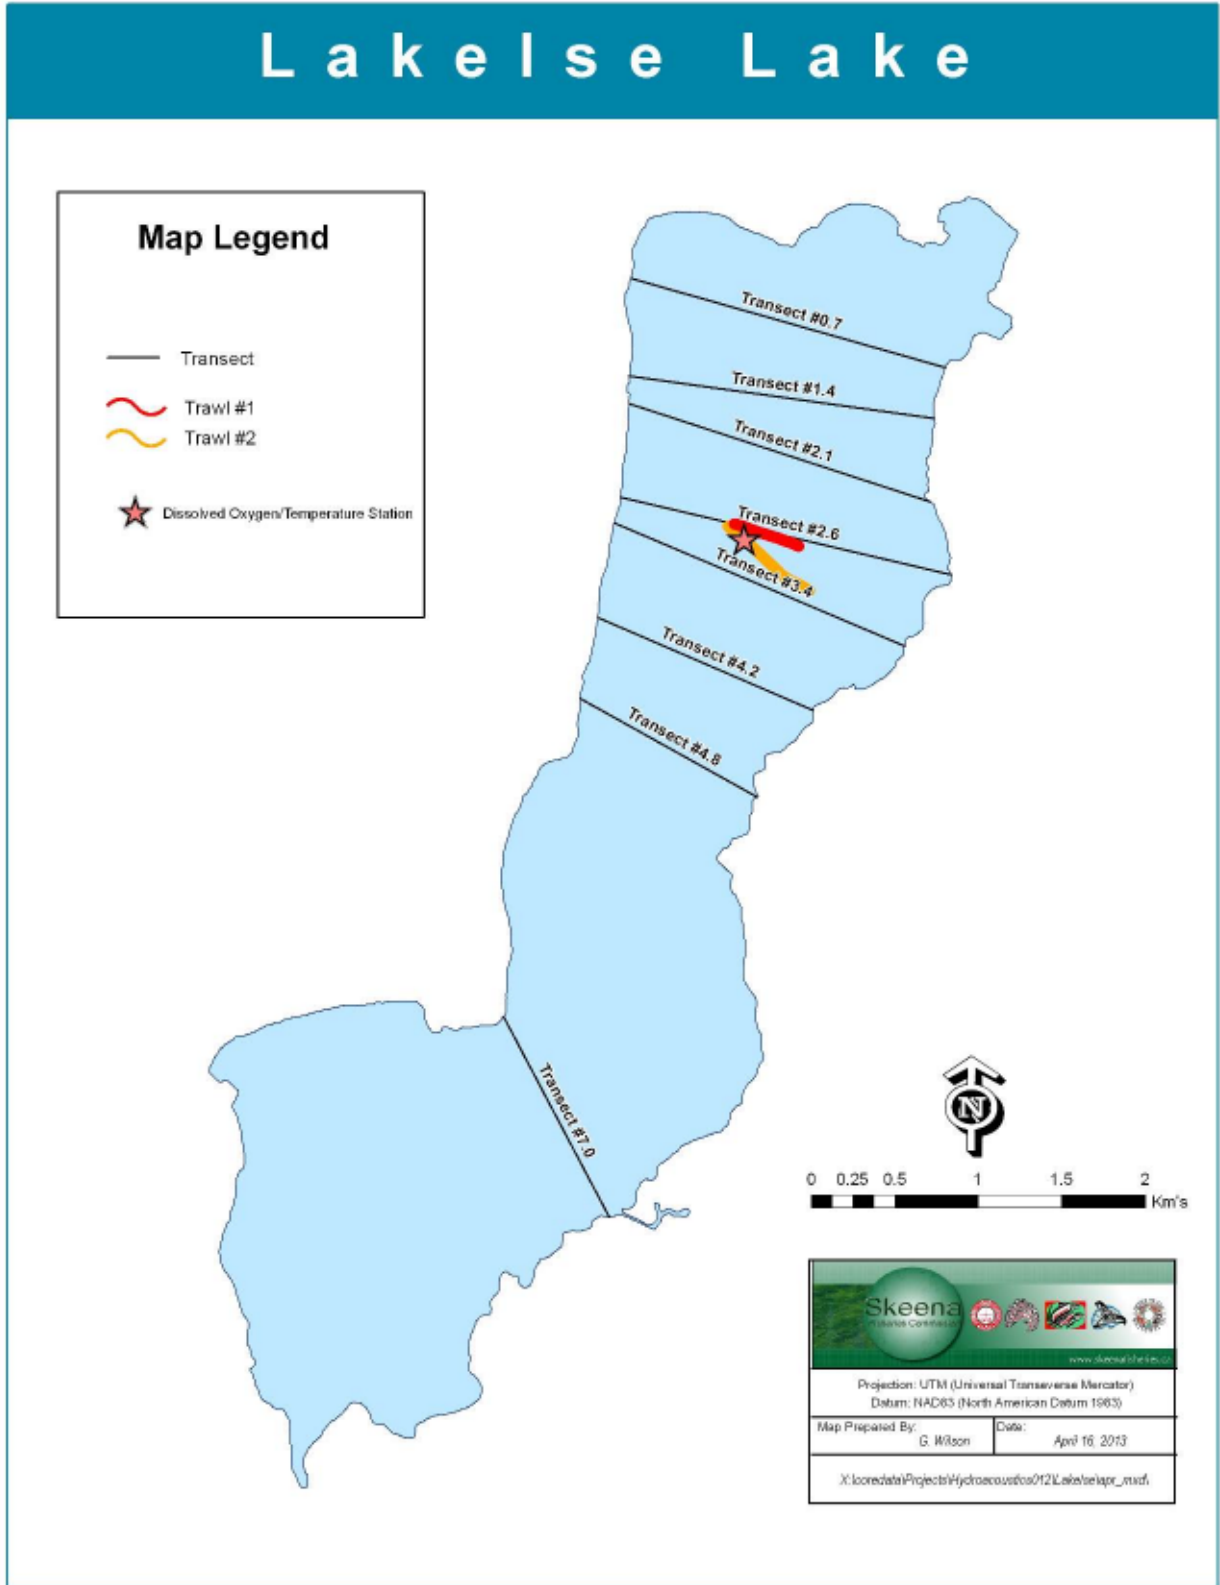 Lakelse Lake
Map Legend
Transect
Trawl #1
Trawl #2
Dissolved Oxygen/Temperature Station
Transect #0.7
Transect #1.4
Transect #2.1
Transect #2.6
Transect #3.4
Transect #4.2
Transect #4.8
Transect #7.0
N
0 0.25 0.5 1 1.5 2
Km's
Skeena
Fisheries Commission
Projection: UTM (Universal Transeverse Mercator)
Datum: NAD83 (North American Datum 1983)
Map Prepared By:
G. Wilson
Date:
April 16, 2013